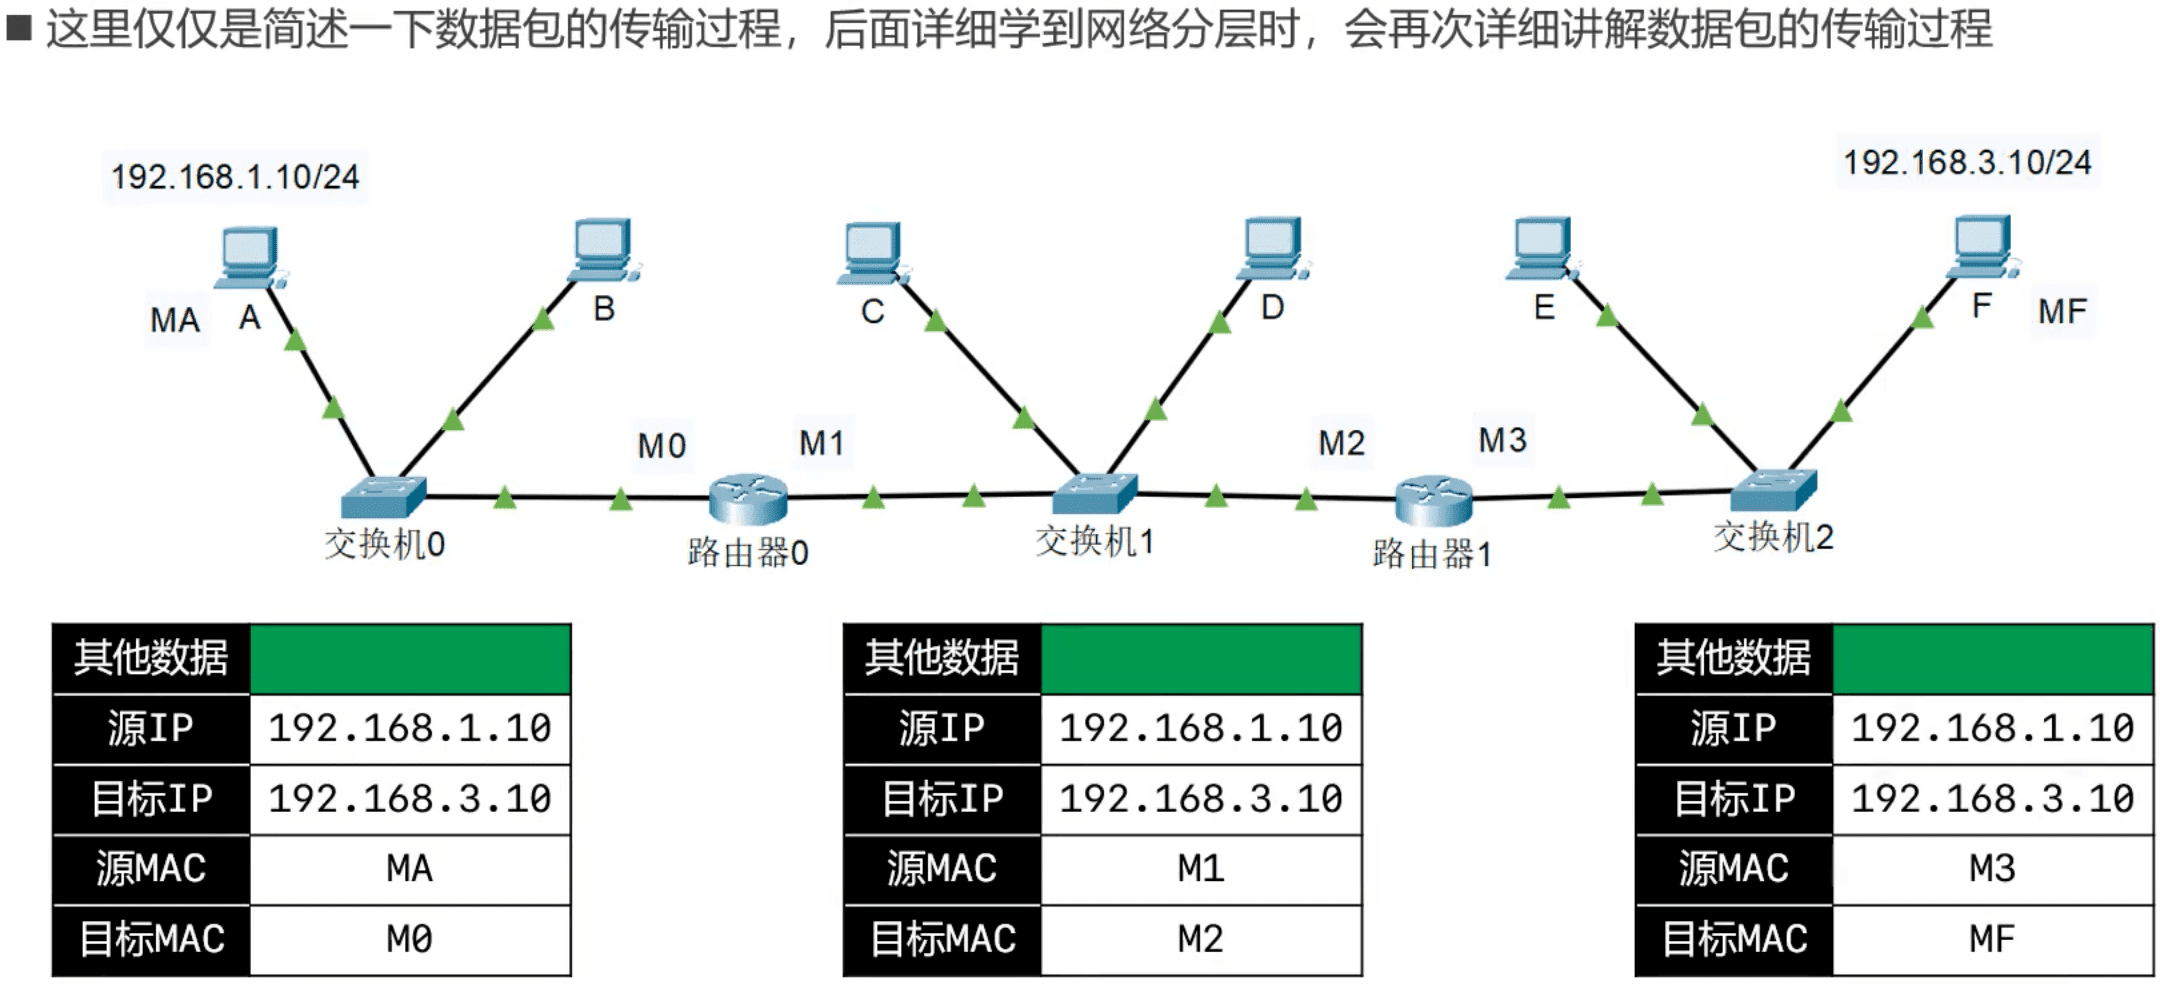 ■ 这里仅仅是简述一下数据包的传输过程，后面详细学到网络分层时，会再次详细讲解数据包的传输过程
192.168.1.10/24
192.168.3.10/24
MA
A
B
C
D
E
F
MF
M0
M1
M2
M3
交换机0
路由器0
交换机1
路由器1
交换机2
其他数据
源IP 192.168.1.10
目标IP 192.168.3.10
源MAC MA
目标MAC M0
其他数据
源IP 192.168.1.10
目标IP 192.168.3.10
源MAC M1
目标MAC M2
其他数据
源IP 192.168.1.10
目标IP 192.168.3.10
源MAC M3
目标MAC MF